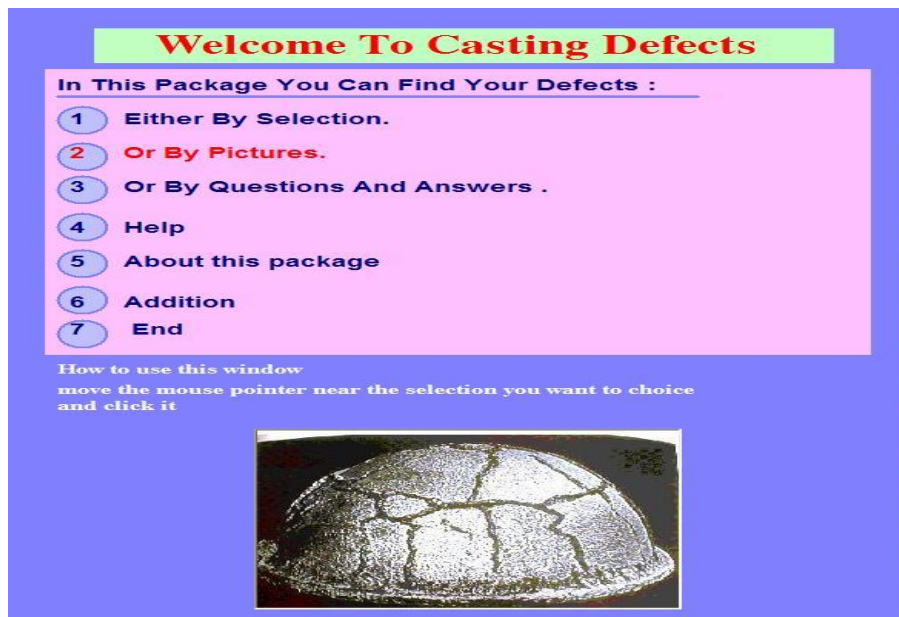 Welcome To Casting Defects
In This Package You Can Find Your Defects :
1 Either By Selection.
2 Or By Pictures.
3 Or By Questions And Answers .
4 Help
5 About this package
6 Addition
7 End
How to use this window
move the mouse pointer near the selection you want to choice
and click it